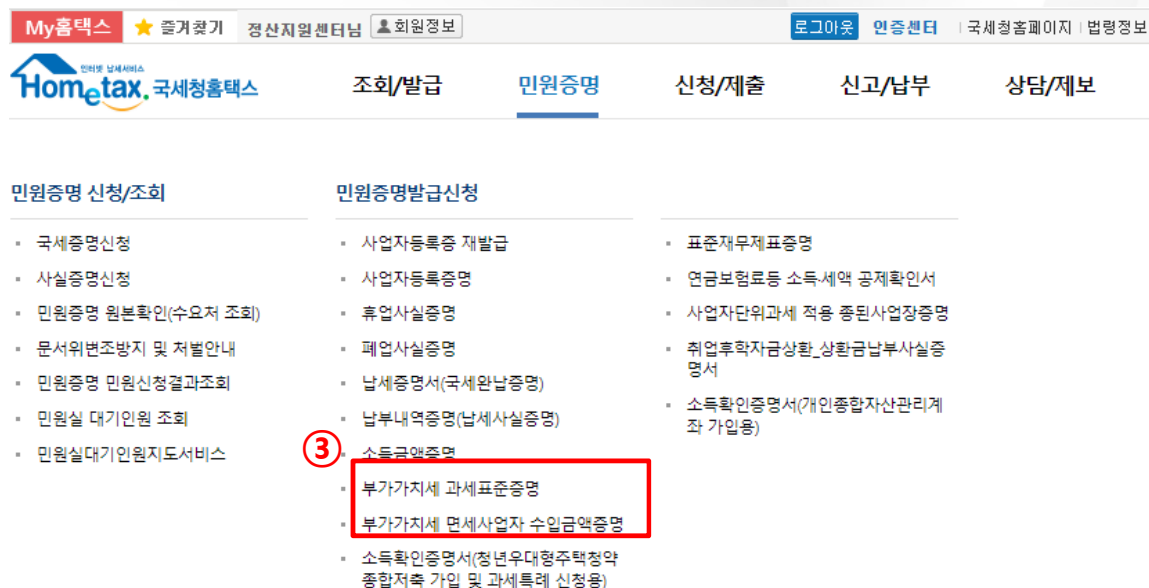 My홈택스 즐겨찾기 정산지원센터님 회원정보 로그아웃 인증센터 국세청홈페이지 법령정보
인터넷 납세서비스
Hometax. 국세청홈택스 조회/발급 민원증명 신청/제출 신고/납부 상담/제보
민원증명 신청/조회
국세증명신청
사실증명신청
민원증명 원본확인(수요처 조회)
문서위변조방지 및 처벌안내
민원증명 민원신청결과조회
민원실 대기인원 조회
민원실대기인원지도서비스
민원증명발급신청
사업자등록증 재발급
사업자등록증명
휴업사실증명
폐업사실증명
납세증명서(국세완납증명)
납부내역증명(납세사실증명)
③
소득금액증명
부가가치세 과세표준증명
부가가치세 면세사업자 수입금액증명
소득확인증명서(청년우대형주택청약
종합저축 가입 및 과세특례 신청용)
표준재무제표증명
연금보험료등 소득·세액 공제확인서
사업자단위과세 적용 종된사업장증명
취업후학자금상환_상환금납부사실증
명서
소득확인증명서(개인종합자산관리계
좌 가입용)